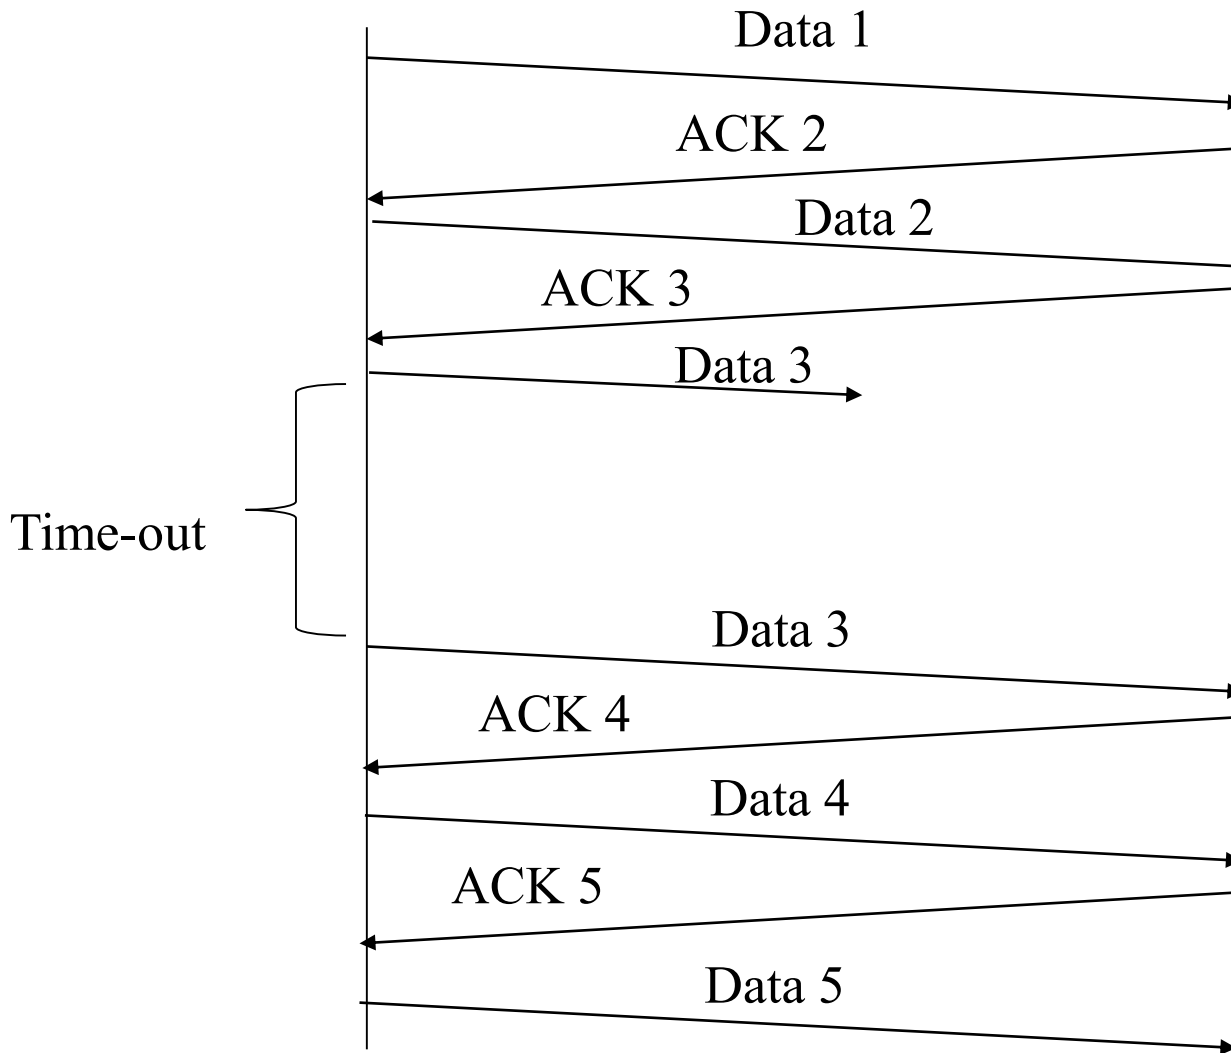 Data 1
ACK 2
Data 2
ACK 3
Data 3
Time-out
Data 3
ACK 4
Data 4
ACK 5
Data 5